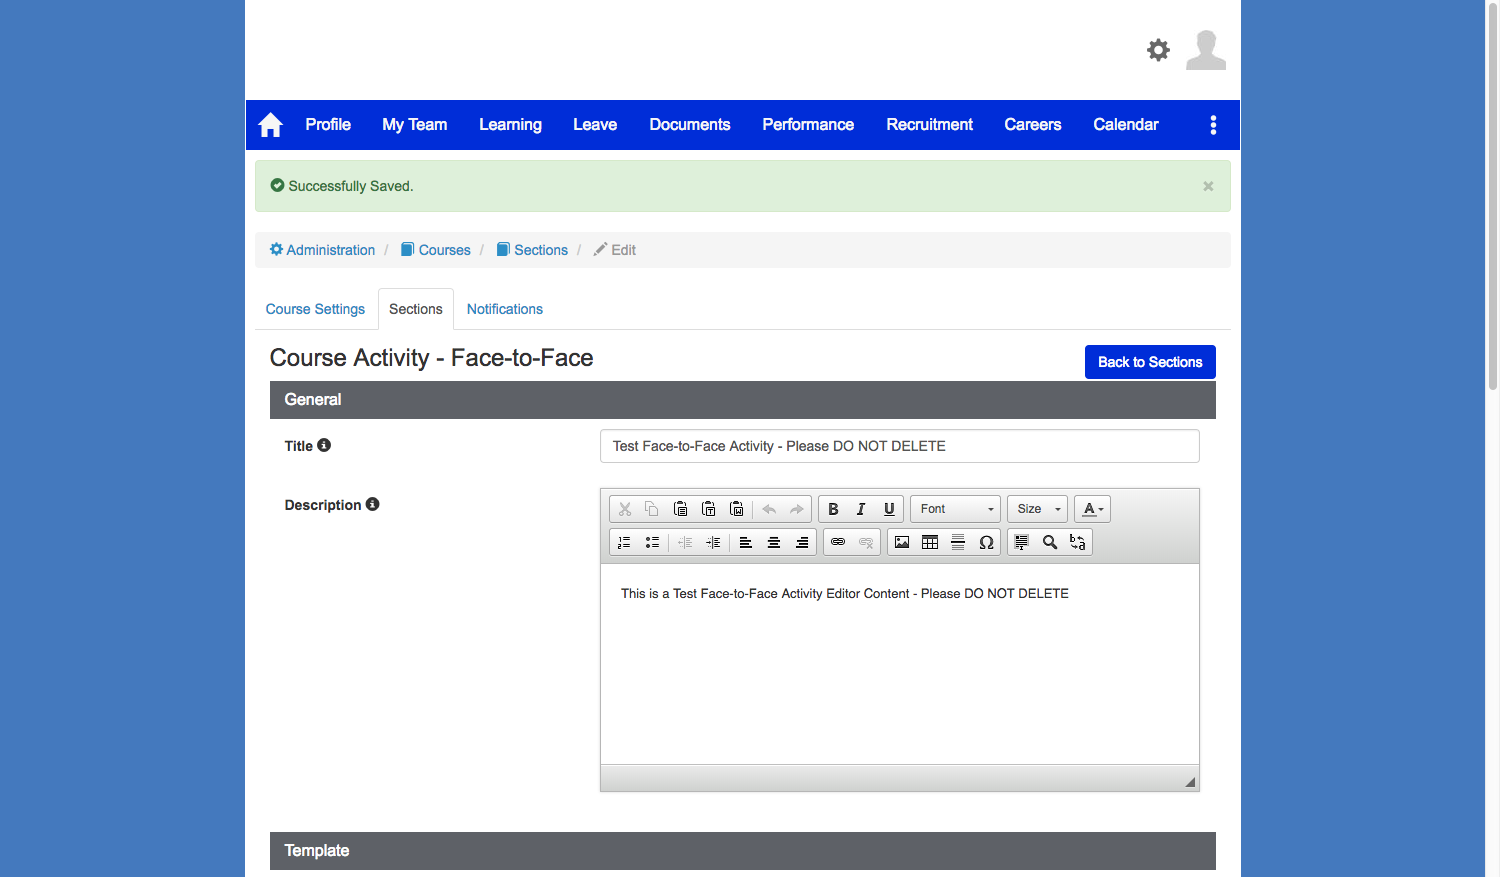 Profile My Team Learning Leave Documents Performance Recruitment Careers Calendar
Successfully Saved. ×
Administration / Courses / Sections / Edit
Course Settings Sections Notifications
Course Activity - Face-to-Face
Back to Sections
General
Title
Test Face-to-Face Activity - Please DO NOT DELETE
Description
B I U Font Size A
This is a Test Face-to-Face Activity Editor Content - Please DO NOT DELETE
Template